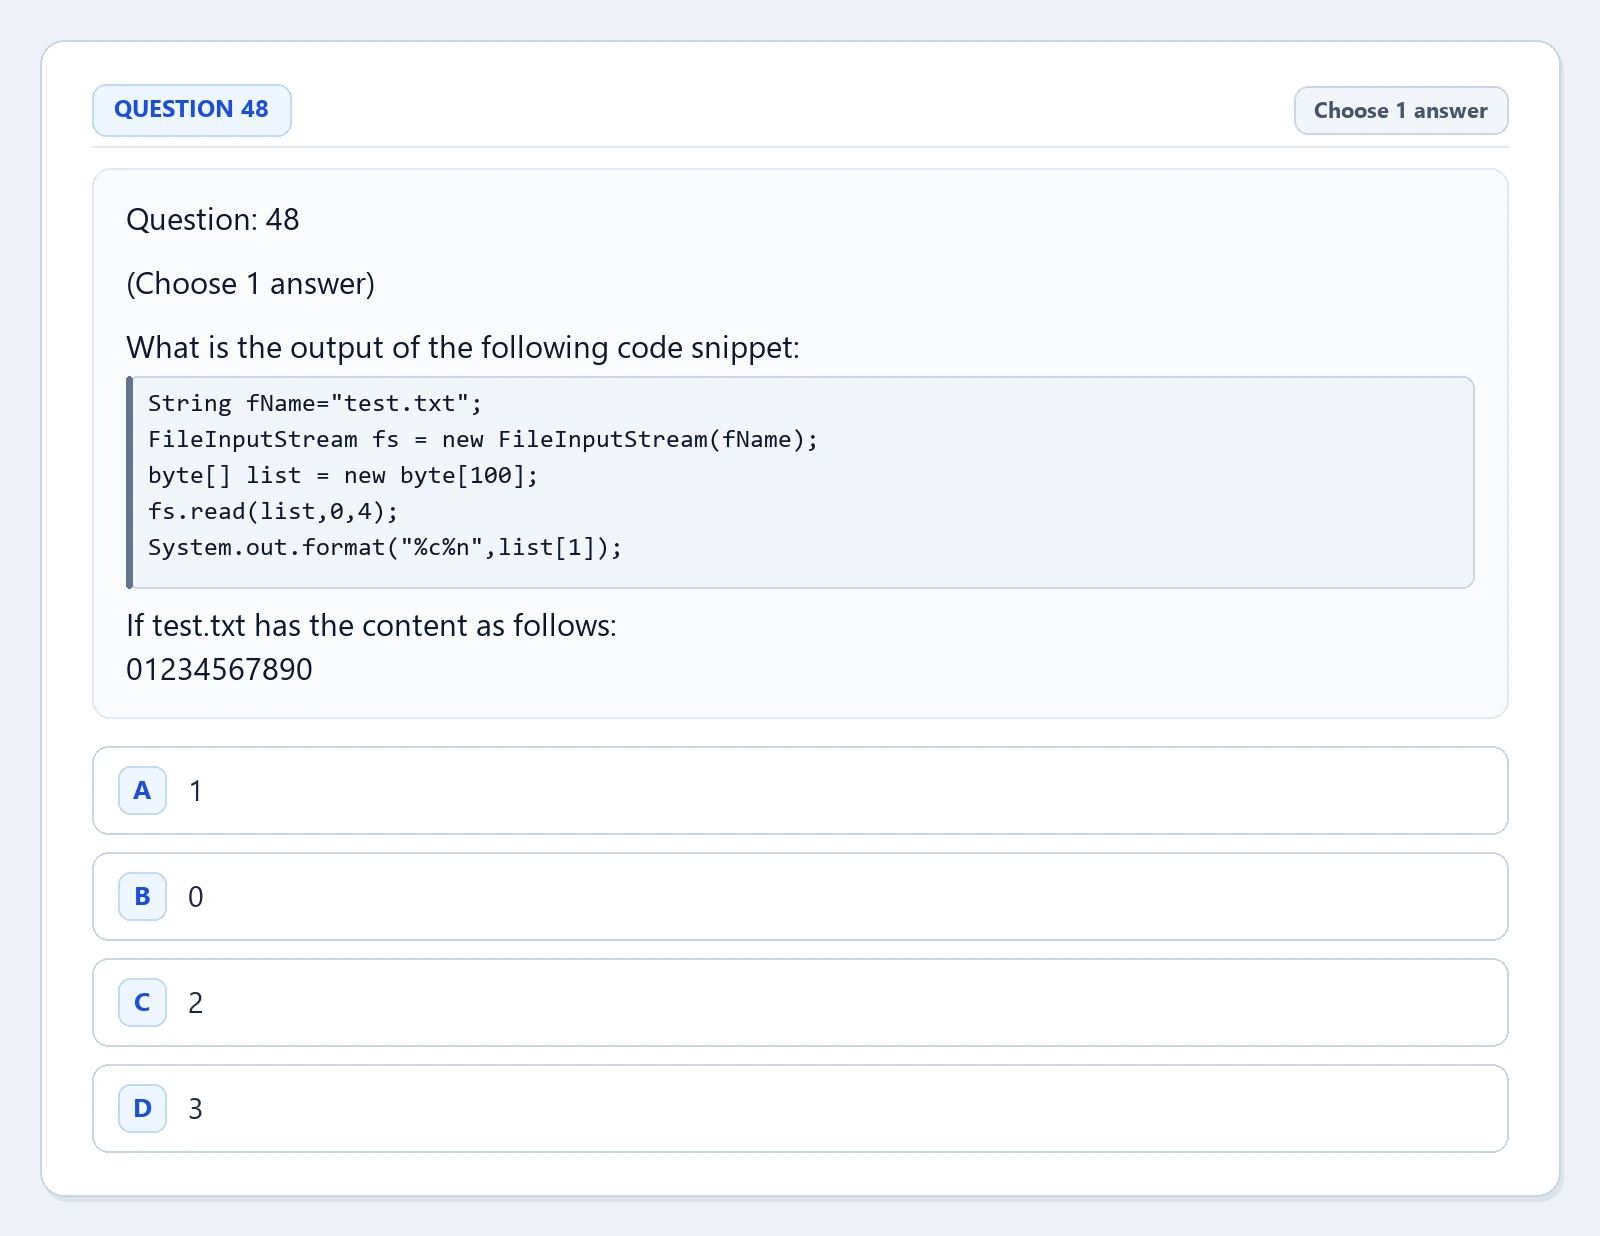 QUESTION 48
Choose 1 answer
Question: 48
(Choose 1 answer)
What is the output of the following code snippet:
String fName="test.txt";
FileInputStream fs = new FileInputStream(fName);
byte[] list = new byte[100];
fs.read(list,0,4);
System.out.format("%c%n",list[1]);
If test.txt has the content as follows:
01234567890
A 1
B 0
C 2
D 3